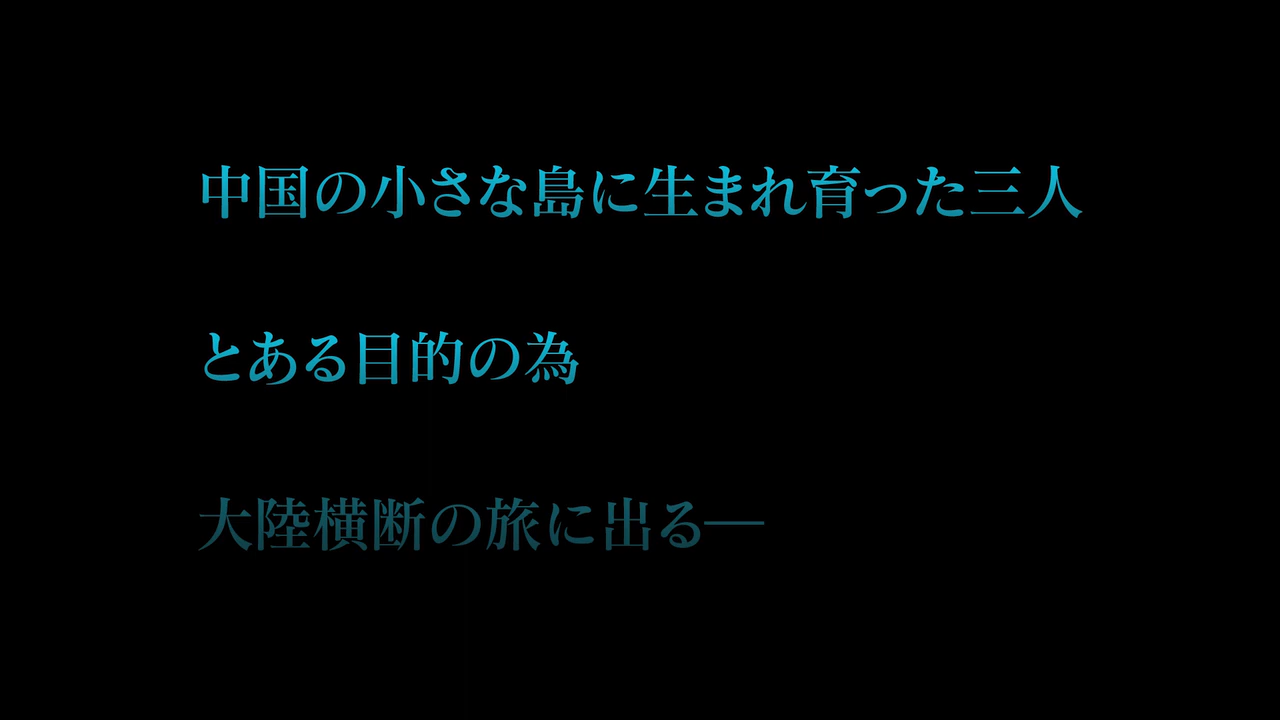 中国の小さな島に生まれ育った三人
とある目的の為
大陸横断の旅に出る―